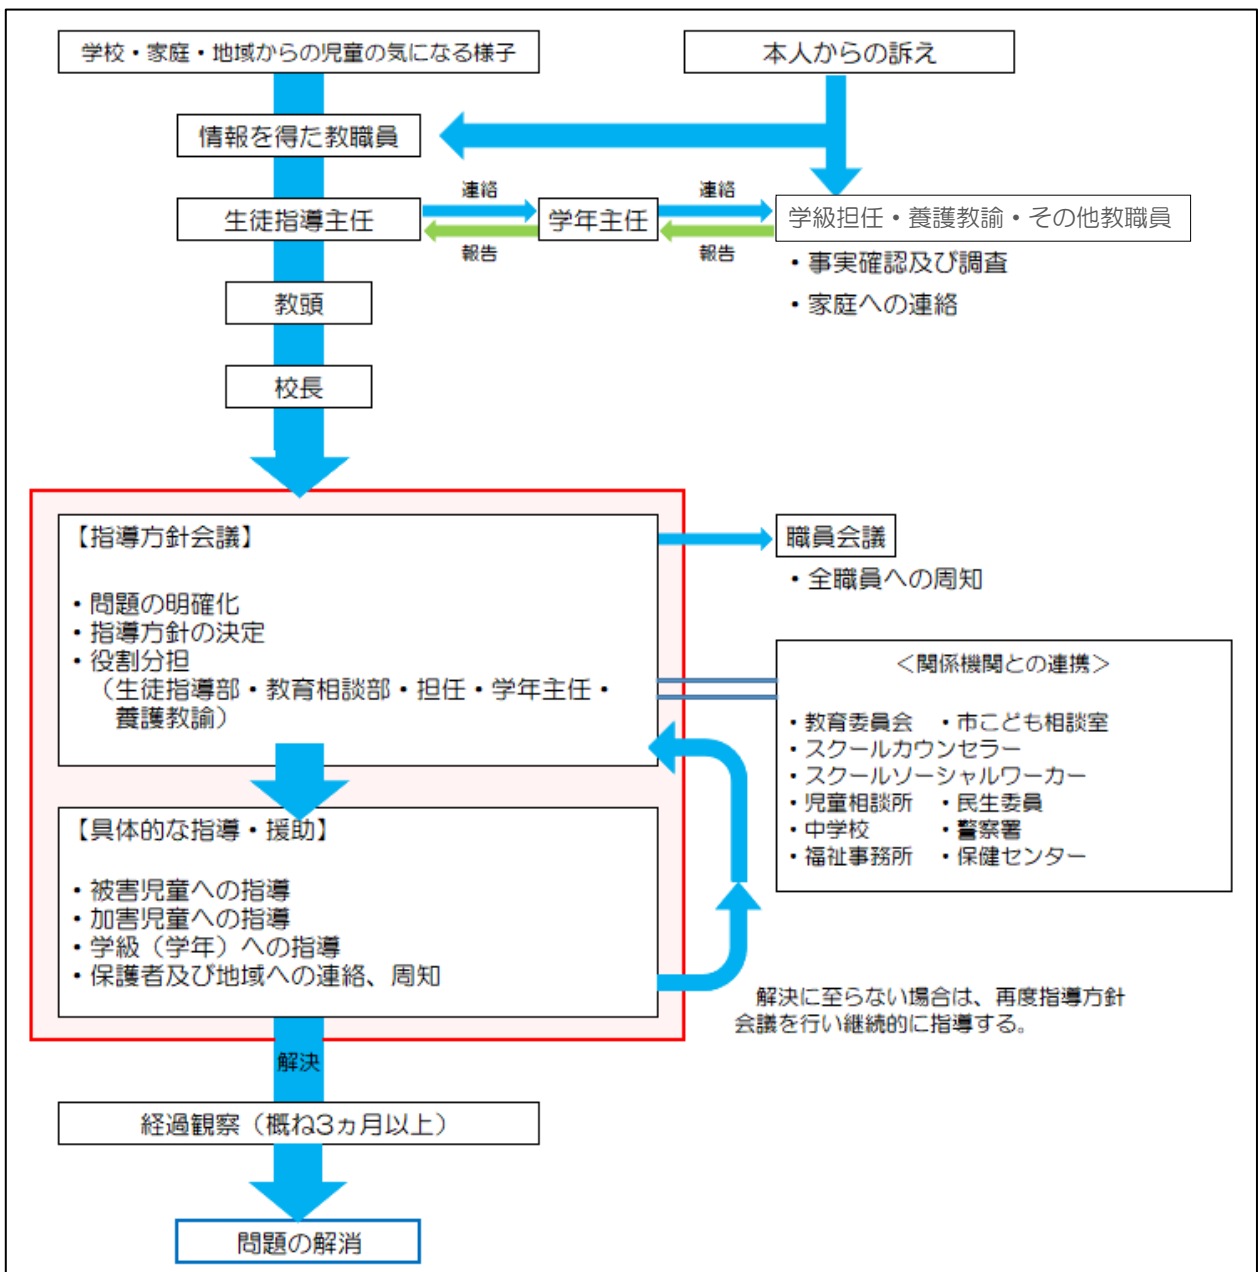 学校・家庭・地域からの児童の気になる様子
本人からの訴え
情報を得た教職員
生徒指導主任
連絡
報告
学年主任
連絡
報告
学級担任・養護教諭・その他教職員
・事実確認及び調査
・家庭への連絡
教頭
校長
【指導方針会議】
・問題の明確化
・指導方針の決定
・役割分担
（生徒指導部・教育相談部・担任・学年主任・
養護教諭）
職員会議
・全職員への周知
＜関係機関との連携＞
・教育委員会　・市こども相談室
・スクールカウンセラー
・スクールソーシャルワーカー
・児童相談所　・民生委員
・中学校　・警察署
・福祉事務所　・保健センター
【具体的な指導・援助】
・被害児童への指導
・加害児童への指導
・学級（学年）への指導
・保護者及び地域への連絡、周知
解決に至らない場合は、再度指導方針
会議を行い継続的に指導する。
解決
経過観察（概ね3ヵ月以上）
問題の解消